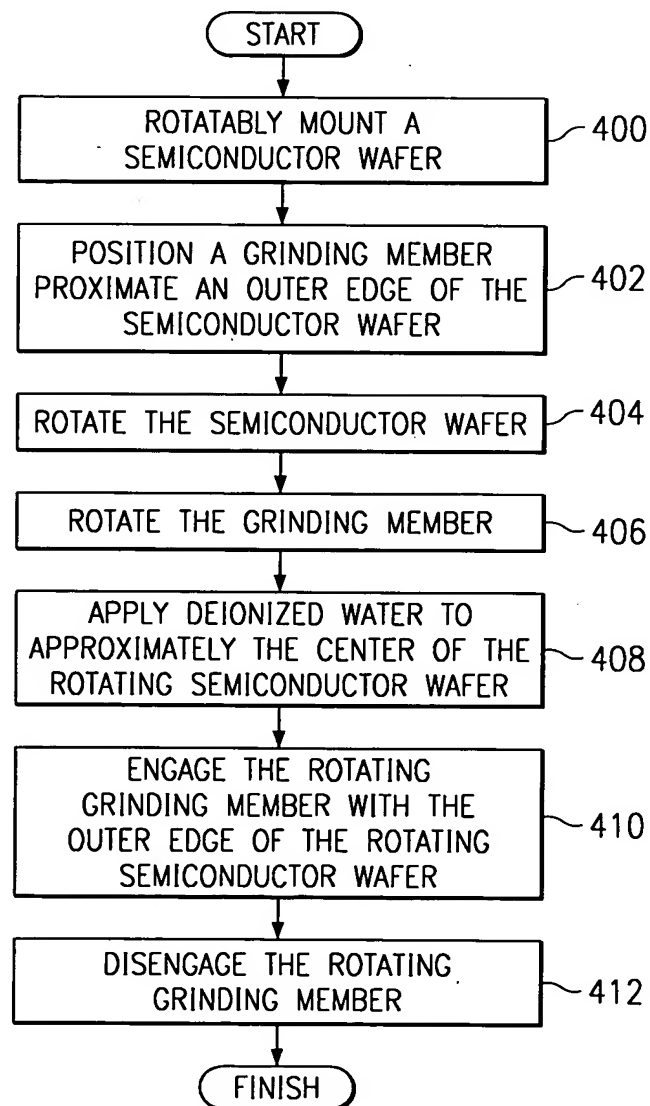 START
ROTATABLY MOUNT A
SEMICONDUCTOR WAFER
400
POSITION A GRINDING MEMBER
PROXIMATE AN OUTER EDGE OF THE
SEMICONDUCTOR WAFER
402
ROTATE THE SEMICONDUCTOR WAFER
404
ROTATE THE GRINDING MEMBER
406
APPLY DEIONIZED WATER TO
APPROXIMATELY THE CENTER OF THE
ROTATING SEMICONDUCTOR WAFER
408
ENGAGE THE ROTATING
GRINDING MEMBER WITH THE
OUTER EDGE OF THE ROTATING
SEMICONDUCTOR WAFER
410
DISENGAGE THE ROTATING
GRINDING MEMBER
412
FINISH